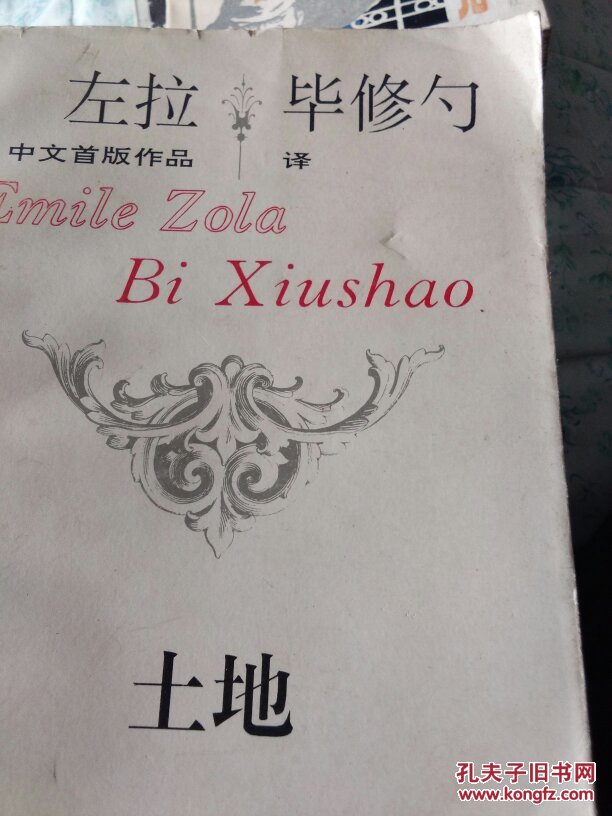 左拉 毕修勺
中文首版作品 译
Emile Zola
Bi Xiushao
土地
孔夫子旧书网
www.kongfz.com